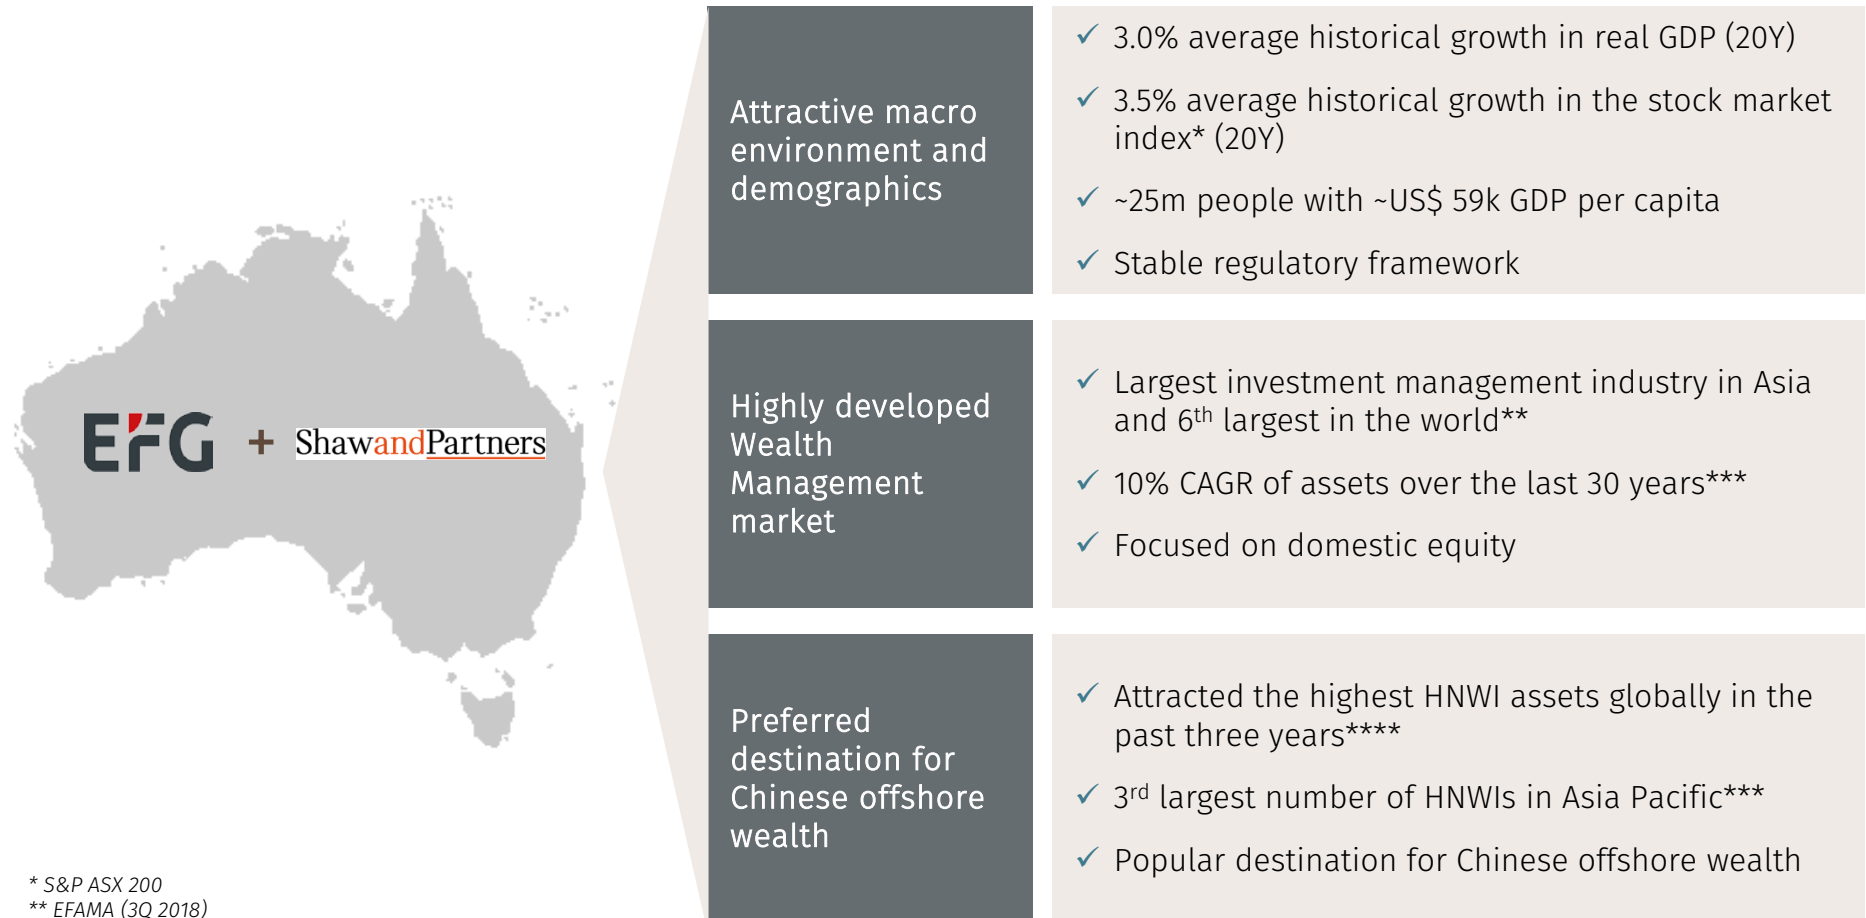 EFG + ShawandPartners
Attractive macro
environment and
demographics
✓ 3.0% average historical growth in real GDP (20Y)
✓ 3.5% average historical growth in the stock market
index* (20Y)
✓ ~25m people with ~US$ 59k GDP per capita
✓ Stable regulatory framework
Highly developed
Wealth
Management
market
✓ Largest investment management industry in Asia
and 6th largest in the world**
✓ 10% CAGR of assets over the last 30 years***
✓ Focused on domestic equity
Preferred
destination for
Chinese offshore
wealth
✓ Attracted the highest HNWI assets globally in the
past three years****
✓ 3rd largest number of HNWIs in Asia Pacific***
✓ Popular destination for Chinese offshore wealth
* S&P ASX 200
** EFAMA (3Q 2018)